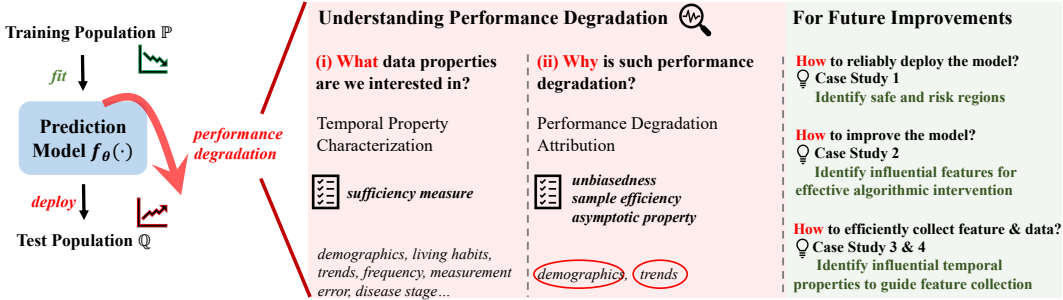 Training Population ℙ
fit
Prediction
Model f_θ(·)
deploy
Test Population ℚ
performance
degradation
Understanding Performance Degradation
(i) What data properties
are we interested in?
Temporal Property
Characterization
sufficiency measure
demographics, living habits,
trends, frequency, measurement
error, disease stage…
(ii) Why is such performance
degradation?
Performance Degradation
Attribution
unbiasedness
sample efficiency
asymptotic property
demographics, trends
For Future Improvements
How to reliably deploy the model?
Case Study 1
Identify safe and risk regions
How to improve the model?
Case Study 2
Identify influential features for
effective algorithmic intervention
How to efficiently collect feature & data?
Case Study 3 & 4
Identify influential temporal
properties to guide feature collection